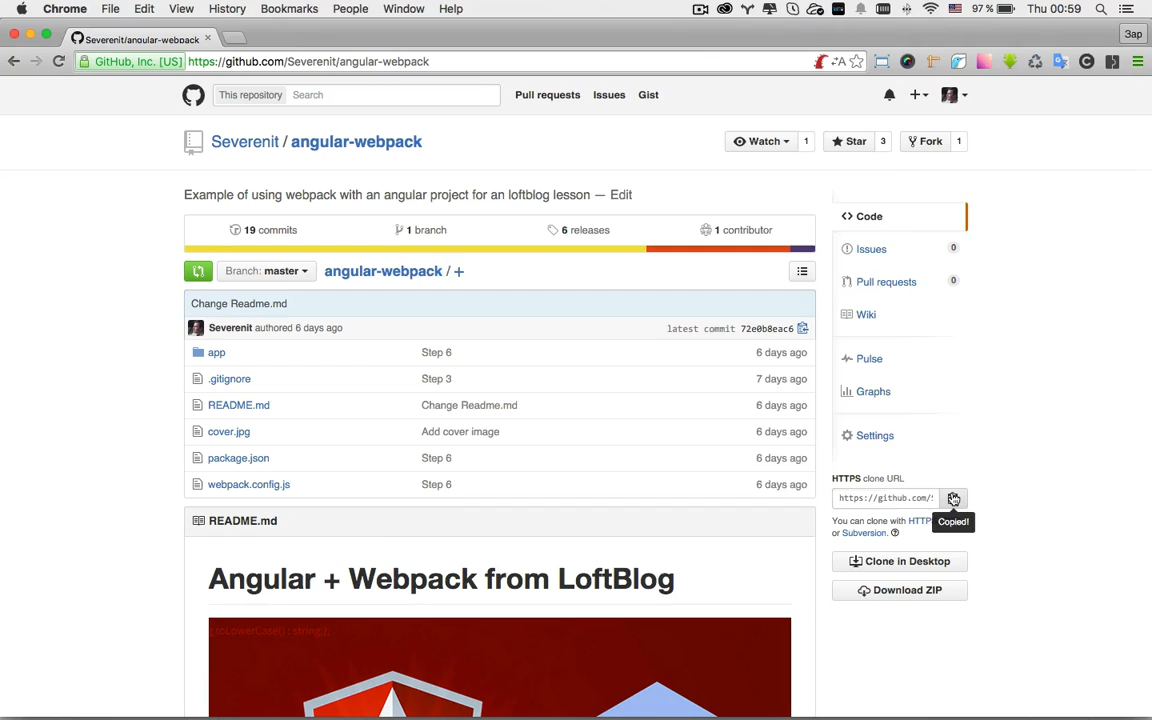 Chrome File Edit View History Bookmarks People Window Help 97 % Thu 00:59
Severenit/angular-webpack × Зар
GitHub, Inc. [US] https://github.com/Severenit/angular-webpack
This repository Search Pull requests Issues Gist
Severenit / angular-webpack Watch 1 Star 3 Fork 1
Example of using webpack with an angular project for an loftblog lesson — Edit
19 commits 1 branch 6 releases 1 contributor
Branch: master angular-webpack / +
Change Readme.md
Severenit authored 6 days ago latest commit 72e0b8eac6
app Step 6 6 days ago
.gitignore Step 3 7 days ago
README.md Change Readme.md 6 days ago
cover.jpg Add cover image 6 days ago
package.json Step 6 6 days ago
webpack.config.js Step 6 6 days ago
README.md
Angular + Webpack from LoftBlog
.toLowerCase() : string;};
Code
Issues 0
Pull requests 0
Wiki
Pulse
Graphs
Settings
HTTPS clone URL
https://github.com/
Copied!
You can clone with HTTP
or Subversion.
Clone in Desktop
Download ZIP